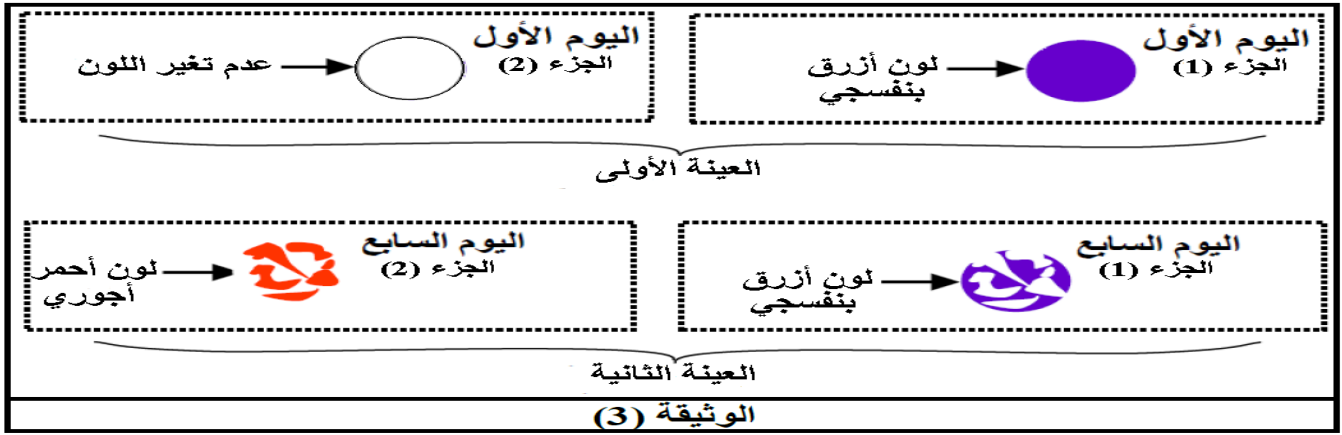 اليوم الأول
الجزء (1)
لون أزرق
بنفسجي
اليوم الأول
الجزء (2)
عدم تغير اللون
العينة الأولى
اليوم السابع
الجزء (1)
لون أزرق
بنفسجي
اليوم السابع
الجزء (2)
لون أحمر
أجوري
العينة الثانية
الوثيقة (3)